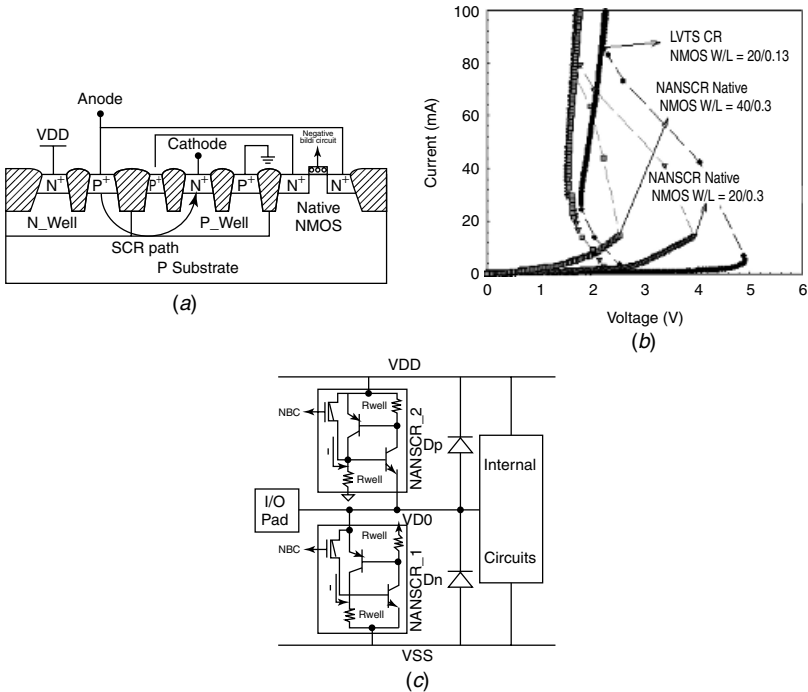 Anode
VDD
Cathode
Negative
bildi circuit
N+
P+
P+
N+
P+
N+
N+
N_Well
P_Well
Native
NMOS
SCR path
P Substrate
(a)
100
80
60
40
20
0
0
1
2
3
4
5
6
Current (mA)
Voltage (V)
LVTS CR
NMOS W/L = 20/0.13
NANSCR Native
NMOS W/L = 40/0.3
NANSCR Native
NMOS W/L = 20/0.3
(b)
VDD
NBC
Rwell
I
Rwell
NANSCR_2
Dp
Internal
I/O
Pad
VD0
NBC
Rwell
I
Rwell
NANSCR_1
Dn
Circuits
VSS
(c)